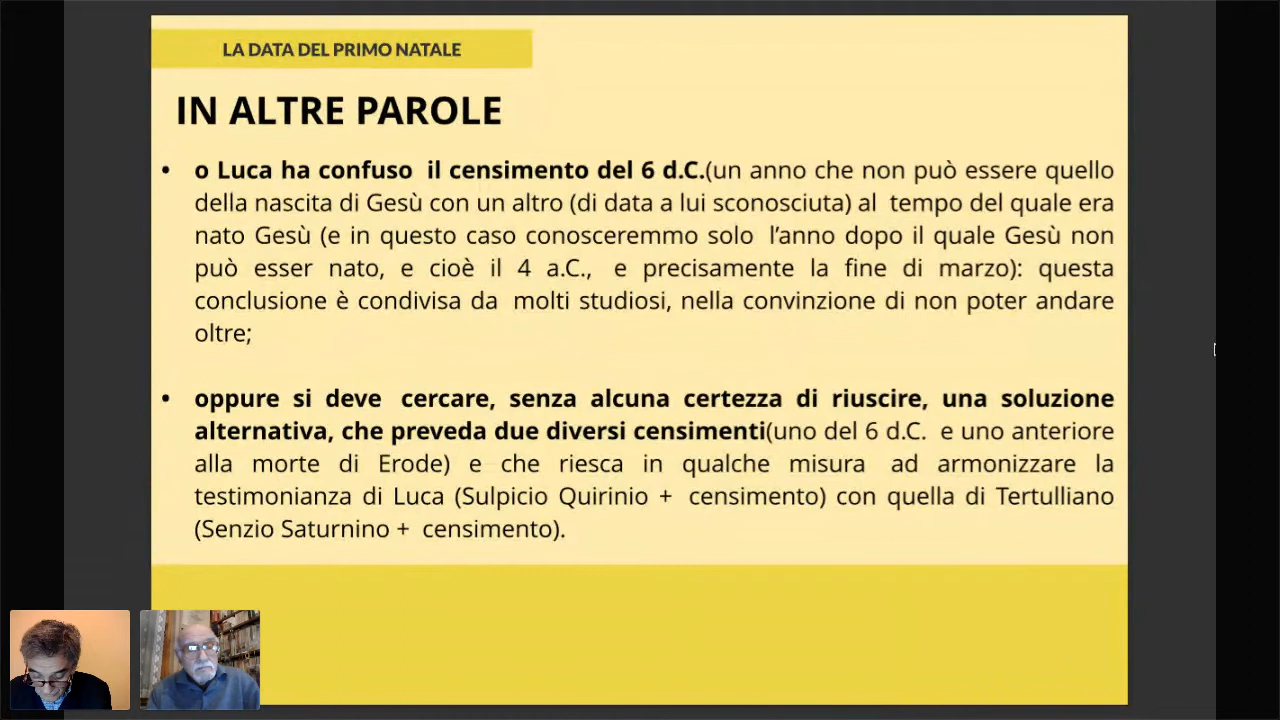 LA DATA DEL PRIMO NATALE
IN ALTRE PAROLE
• o Luca ha confuso il censimento del 6 d.C.(un anno che non può essere quello
della nascita di Gesù con un altro (di data a lui sconosciuta) al tempo del quale era
nato Gesù (e in questo caso conosceremmo solo l’anno dopo il quale Gesù non
può esser nato, e cioè il 4 a.C., e precisamente la fine di marzo): questa
conclusione è condivisa da molti studiosi, nella convinzione di non poter andare
oltre;
• oppure si deve cercare, senza alcuna certezza di riuscire, una soluzione
alternativa, che preveda due diversi censimenti(uno del 6 d.C. e uno anteriore
alla morte di Erode) e che riesca in qualche misura ad armonizzare la
testimonianza di Luca (Sulpicio Quirinio + censimento) con quella di Tertulliano
(Senzio Saturnino + censimento).